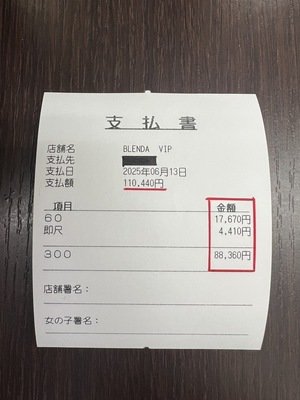 支払書
店舗名 BLENDA VIP
支払先
支払日 2025年06月13日
支払額 110,440円
項目 金額
60 17,670円
即尺 4,410円
300 88,360円
店舗署名：
女の子署名：